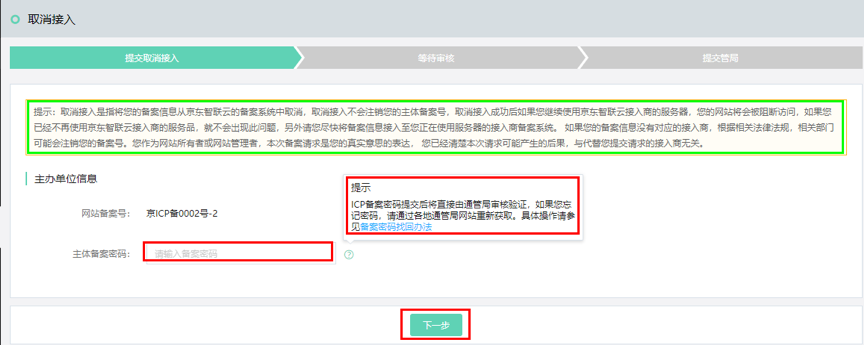 取消接入
提交取消接入
等待审核
提交管局
提示：取消接入是指将您的备案信息从京东智联云的备案系统中取消，取消接入不会注销您的主体备案号，取消接入成功后如果您继续使用京东智联云接入商的服务器，您的网站将会被阻断访问，如果您
已经不再使用京东智联云接入商的服务品，就不会出现此问题，另外请您尽快将备案信息接入至您正在使用服务器的接入商备案系统。 如果您的备案信息没有对应的接入商，根据相关法律法规，相关部门
可能会注销您的备案号。您作为网站所有者或网站管理者，本次备案请求是您的真实意思的表达， 您已经清楚本次请求可能产生的后果，与代替您提交请求的接入商无关。
主办单位信息
提示
ICP备案密码提交后将直接由通管局审核验证，如果您忘
记密码，请通过各地通管局网站重新获取。具体操作请参
见备案密码找回办法
网站备案号： 京ICP备0002号-2
主体备案密码： 请输入备案密码 ?
下一步